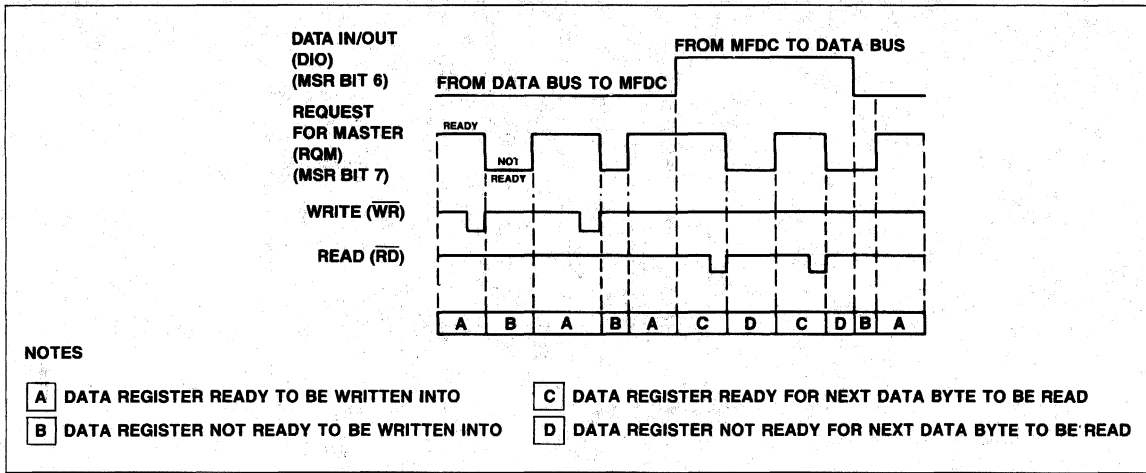 DATA IN/OUT
(DIO)
(MSR BIT 6)
FROM DATA BUS TO MFDC
FROM MFDC TO DATA BUS
REQUEST
FOR MASTER
(RQM)
(MSR BIT 7)
READY
NOT
READY
WRITE (W̅R̅)
READ (R̅D̅)
A B A B A C D C D B A
NOTES
A DATA REGISTER READY TO BE WRITTEN INTO
B DATA REGISTER NOT READY TO BE WRITTEN INTO
C DATA REGISTER READY FOR NEXT DATA BYTE TO BE READ
D DATA REGISTER NOT READY FOR NEXT DATA BYTE TO BE READ